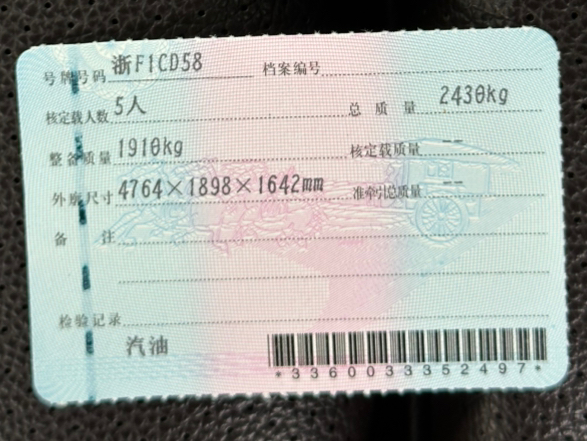 号牌号码 浙F1CD58 档案编号
核定载人数 5人 总质量 2430kg
整备质量 1910kg 核定载质量 --
外廓尺寸 4764×1898×1642mm 准牵引总质量 --
备注
检验记录
汽油
*3360033352497*